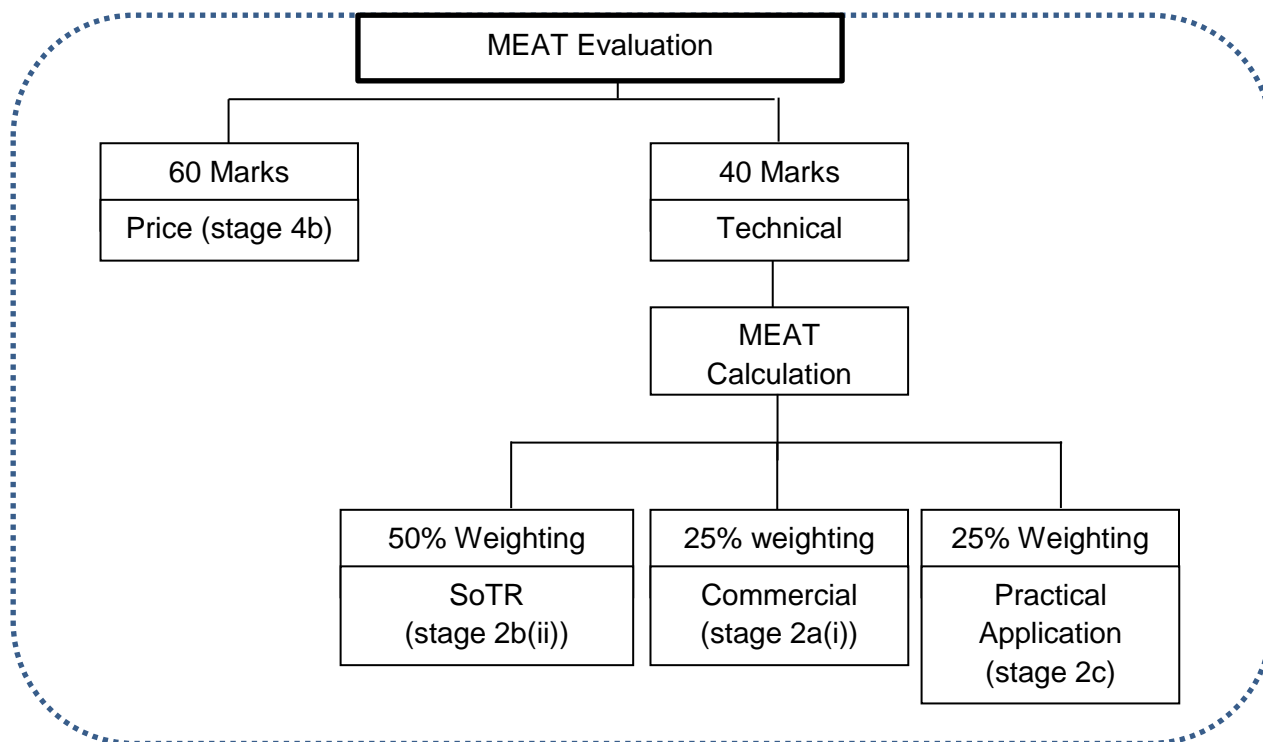 MEAT Evaluation
60 Marks
Price (stage 4b)
40 Marks
Technical
MEAT
Calculation
50% Weighting
SoTR
(stage 2b(ii))
25% weighting
Commercial
(stage 2a(i))
25% Weighting
Practical
Application
(stage 2c)